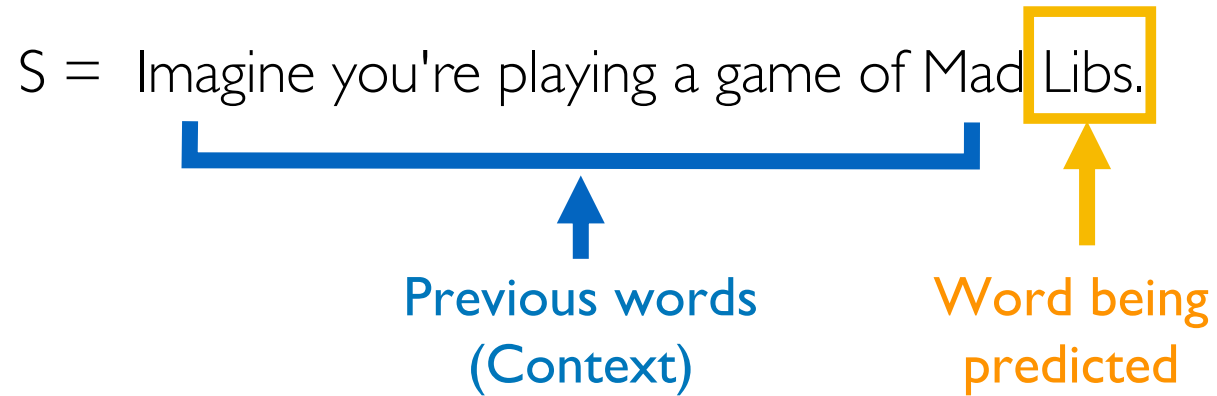 S = Imagine you're playing a game of Mad Libs.
Previous words
(Context)
Word being
predicted